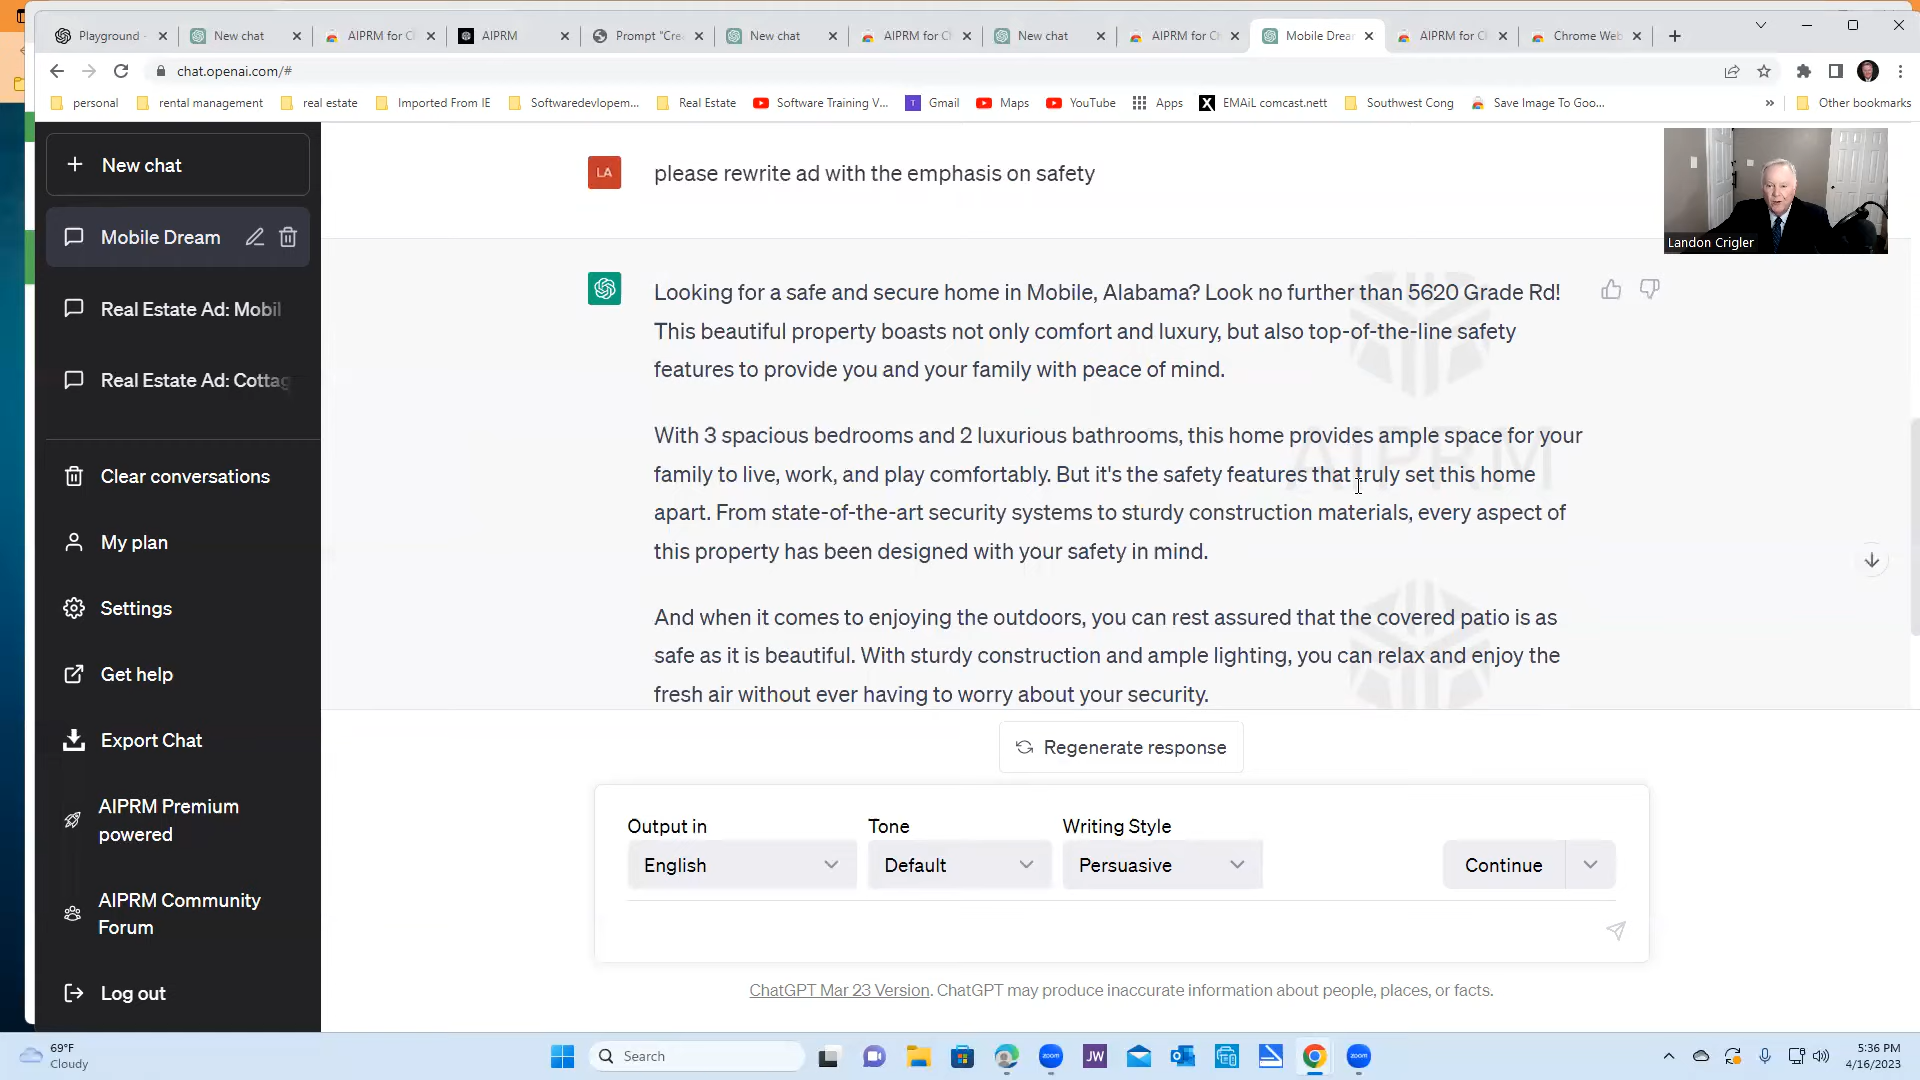 Playground -
New chat
AIPRM for C
AIPRM
Prompt "Cre
New chat
AIPRM for C
New chat
AIPRM for C
Mobile Drea
AIPRM for C
Chrome Web
chat.openai.com/#
personal
rental management
real estate
Imported From IE
Softwaredevlopem...
Real Estate
Software Training V...
Gmail
Maps
YouTube
Apps
EMAiL comcast.nett
Southwest Cong
Save Image To Goo...
»
Other bookmarks
New chat
Mobile Dream
Real Estate Ad: Mobil
Real Estate Ad: Cottag
Clear conversations
My plan
Settings
Get help
Export Chat
AIPRM Premium
powered
AIPRM Community
Forum
Log out
LA
please rewrite ad with the emphasis on safety
Landon Crigler
Looking for a safe and secure home in Mobile, Alabama? Look no further than 5620 Grade Rd!
This beautiful property boasts not only comfort and luxury, but also top-of-the-line safety
features to provide you and your family with peace of mind.
With 3 spacious bedrooms and 2 luxurious bathrooms, this home provides ample space for your
family to live, work, and play comfortably. But it's the safety features that truly set this home
apart. From state-of-the-art security systems to sturdy construction materials, every aspect of
this property has been designed with your safety in mind.
And when it comes to enjoying the outdoors, you can rest assured that the covered patio is as
safe as it is beautiful. With sturdy construction and ample lighting, you can relax and enjoy the
fresh air without ever having to worry about your security.
AIPRM
Regenerate response
Output in
Tone
Writing Style
English
Default
Persuasive
Continue
ChatGPT Mar 23 Version. ChatGPT may produce inaccurate information about people, places, or facts.
69°F
Cloudy
Search
zoom
JW
zoom
5:36 PM
4/16/2023